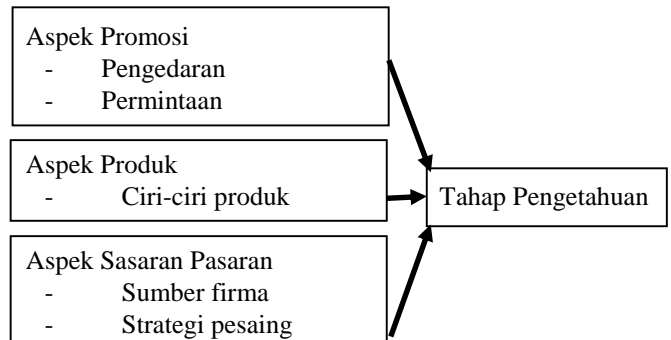 Aspek Promosi
- Pengedaran
- Permintaan
Aspek Produk
- Ciri-ciri produk
Tahap Pengetahuan
Aspek Sasaran Pasaran
- Sumber firma
- Strategi pesaing